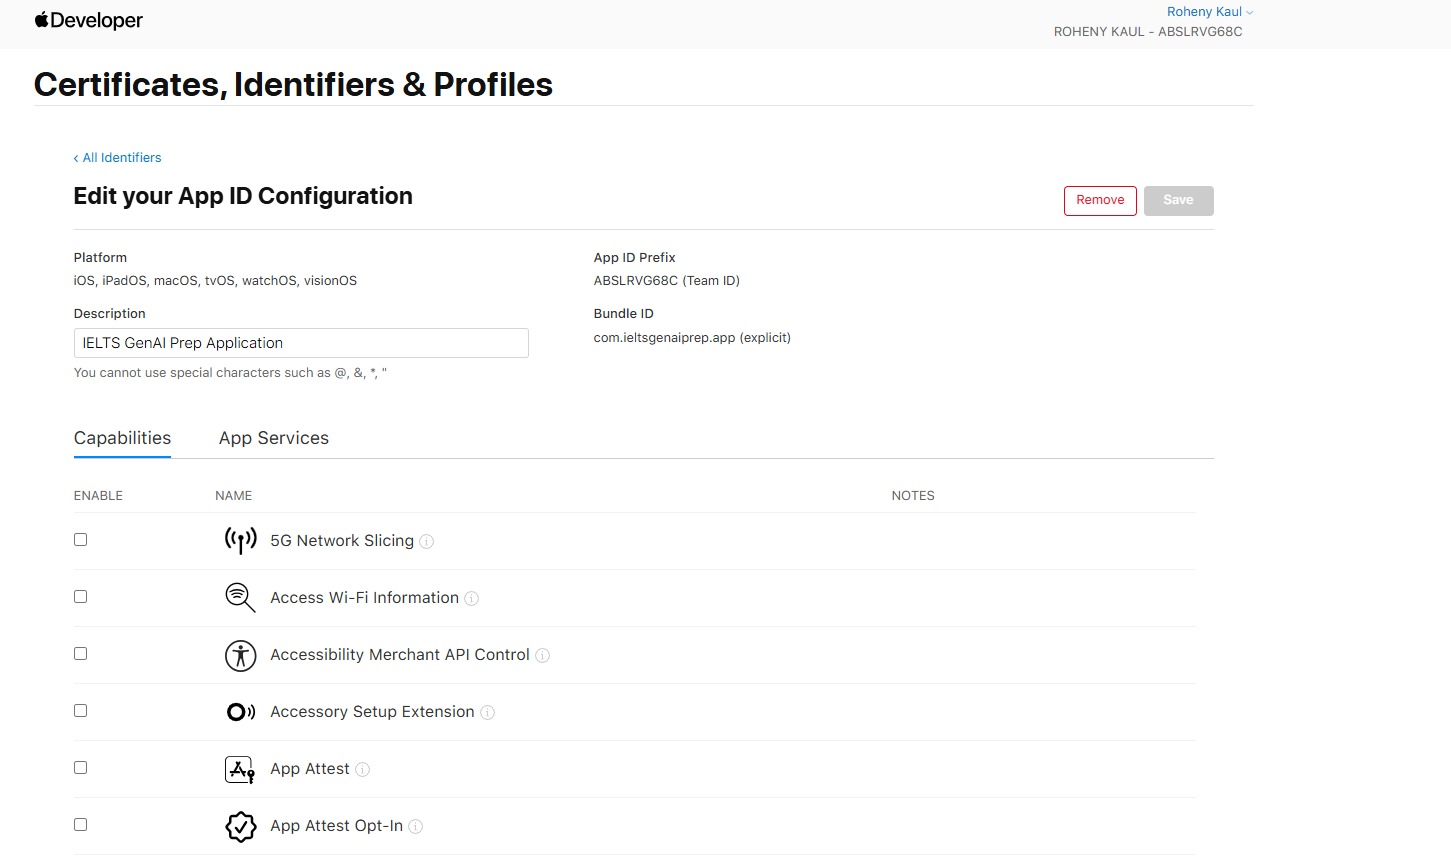 Developer
Roheny Kaul
ROHENY KAUL - ABSLRVG68C
Certificates, Identifiers & Profiles
‹ All Identifiers
Edit your App ID Configuration
Remove
Save
Platform
iOS, iPadOS, macOS, tvOS, watchOS, visionOS
App ID Prefix
ABSLRVG68C (Team ID)
Description
IELTS GenAI Prep Application
You cannot use special characters such as @, &, *, "
Bundle ID
com.ieltsgenaiprep.app (explicit)
Capabilities
App Services
ENABLE
NAME
NOTES
5G Network Slicing
Access Wi-Fi Information
Accessibility Merchant API Control
Accessory Setup Extension
App Attest
App Attest Opt-In